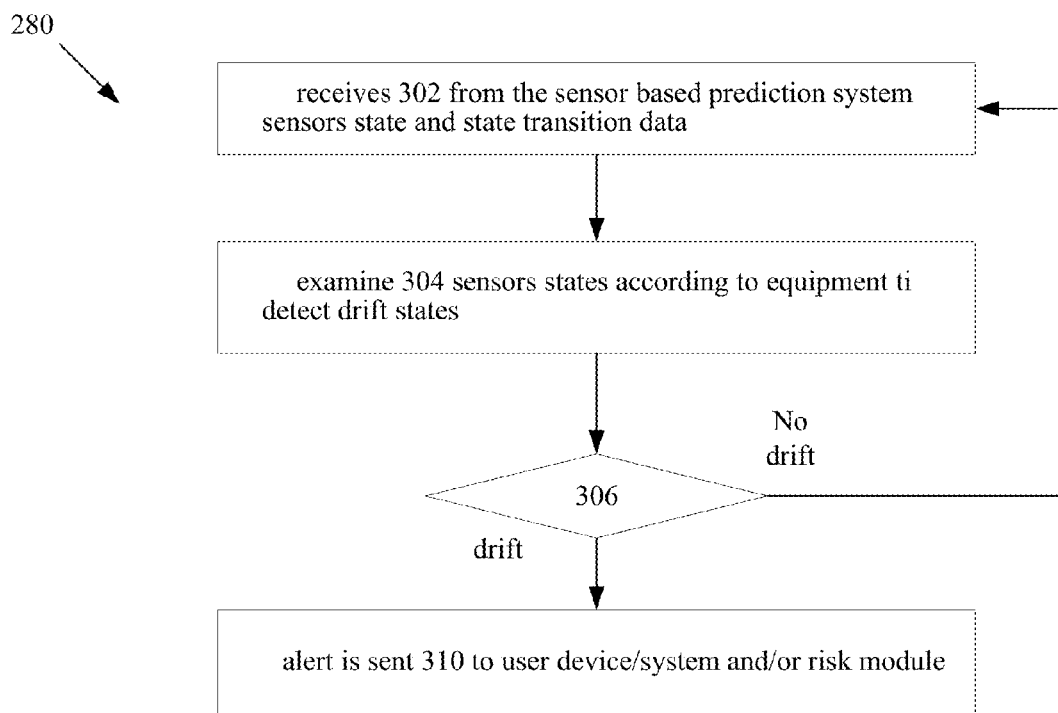 280
receives 302 from the sensor based prediction system
sensors state and state transition data
examine 304 sensors states according to equipment ti
detect drift states
No
drift
306
drift
alert is sent 310 to user device/system and/or risk module